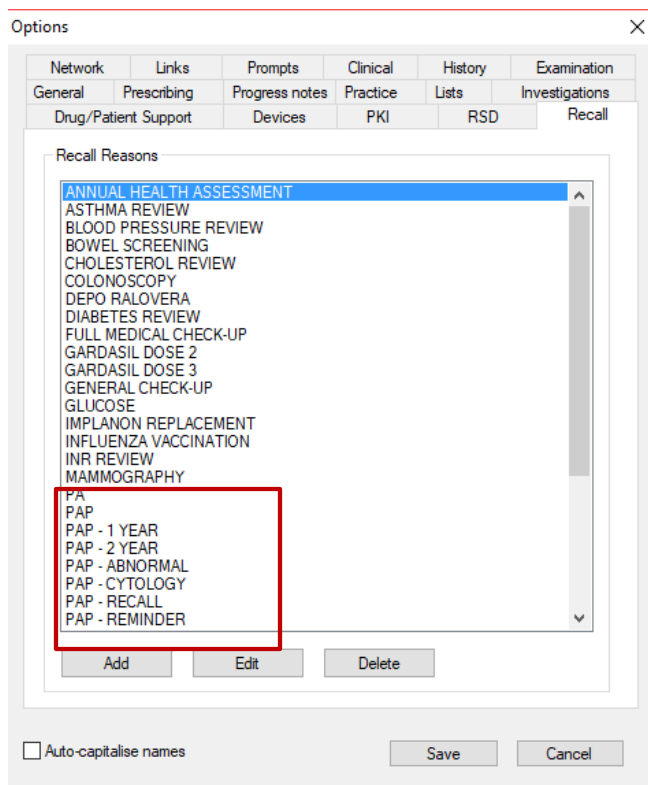 Options
Network Links Prompts Clinical History Examination
General Prescribing Progress notes Practice Lists Investigations
Drug/Patient Support Devices PKI RSD Recall
Recall Reasons
ANNUAL HEALTH ASSESSMENT
ASTHMA REVIEW
BLOOD PRESSURE REVIEW
BOWEL SCREENING
CHOLESTEROL REVIEW
COLONOSCOPY
DEPO RALOVERA
DIABETES REVIEW
FULL MEDICAL CHECK-UP
GARDASIL DOSE 2
GARDASIL DOSE 3
GENERAL CHECK-UP
GLUCOSE
IMPLANON REPLACEMENT
INFLUENZA VACCINATION
INR REVIEW
MAMMOGRAPHY
PA
PAP
PAP - 1 YEAR
PAP - 2 YEAR
PAP - ABNORMAL
PAP - CYTOLOGY
PAP - RECALL
PAP - REMINDER
Add Edit Delete
Auto-capitalise names Save Cancel